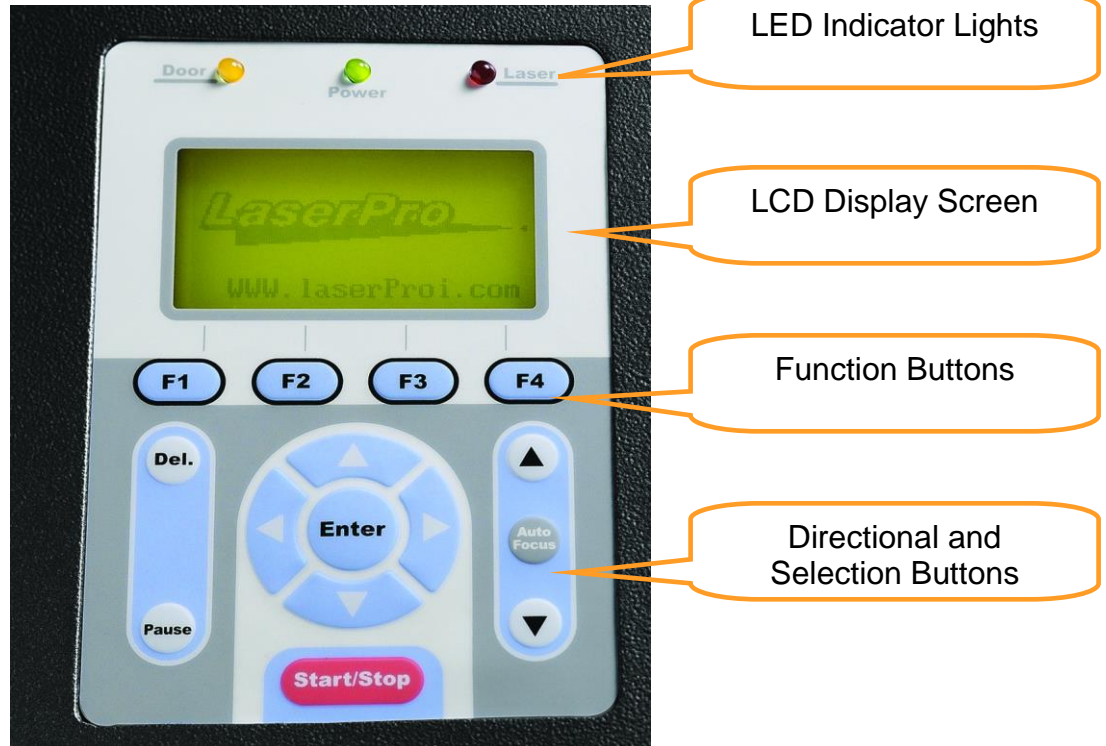 LED Indicator Lights
Door
Power
Laser
LCD Display Screen
LaserPro
WWW.laserProi.com
Function Buttons
F1 F2 F3 F4
Del.
Enter
Auto
Focus
Directional and
Selection Buttons
Pause
Start/Stop